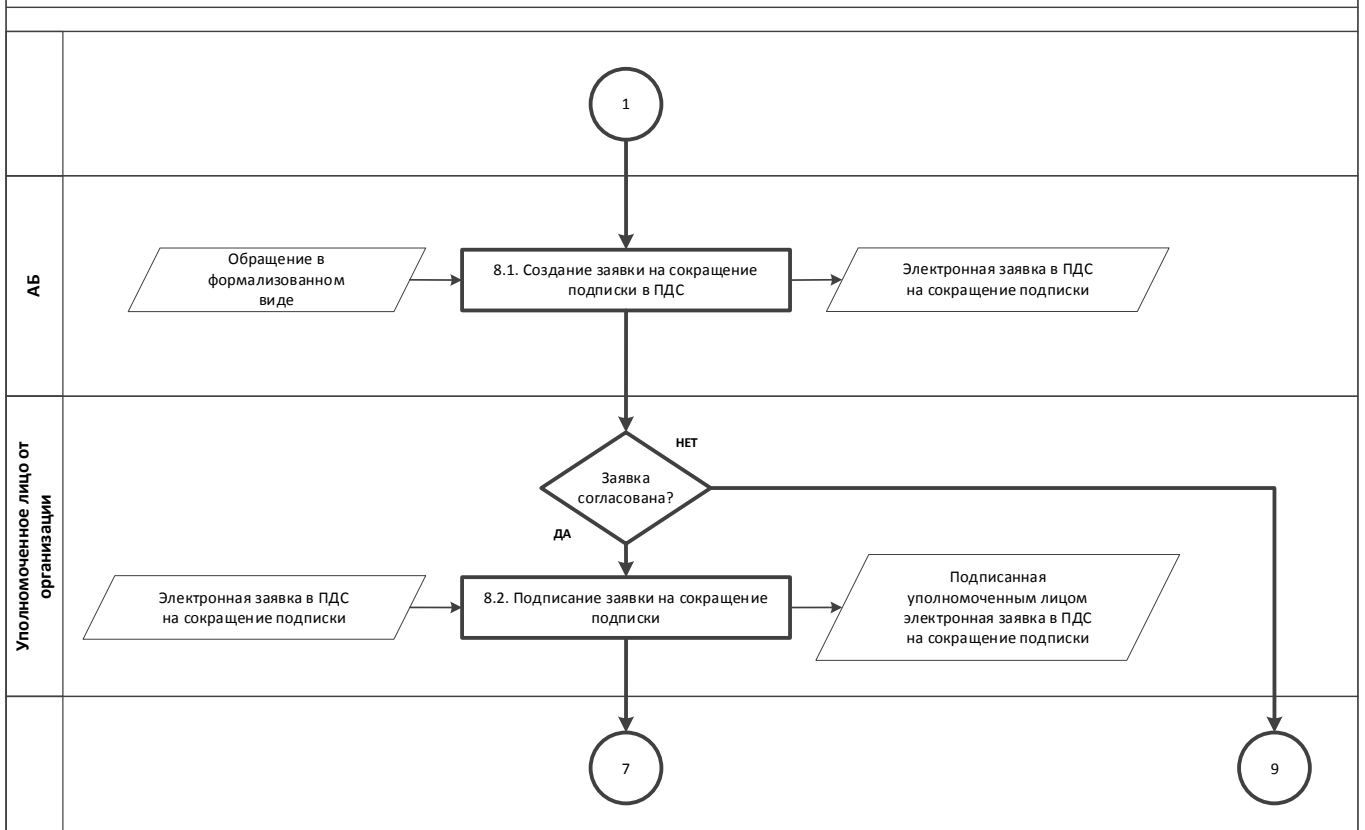 1
АБ
Обращение в
формализованном
виде
8.1. Создание заявки на сокращение
подписки в ПДС
Электронная заявка в ПДС
на сокращение подписки
Уполномоченное лицо от
организации
НЕТ
Заявка
согласована?
ДА
Электронная заявка в ПДС
на сокращение подписки
8.2. Подписание заявки на сокращение
подписки
Подписанная
уполномоченным лицом
электронная заявка в ПДС
на сокращение подписки
7
9